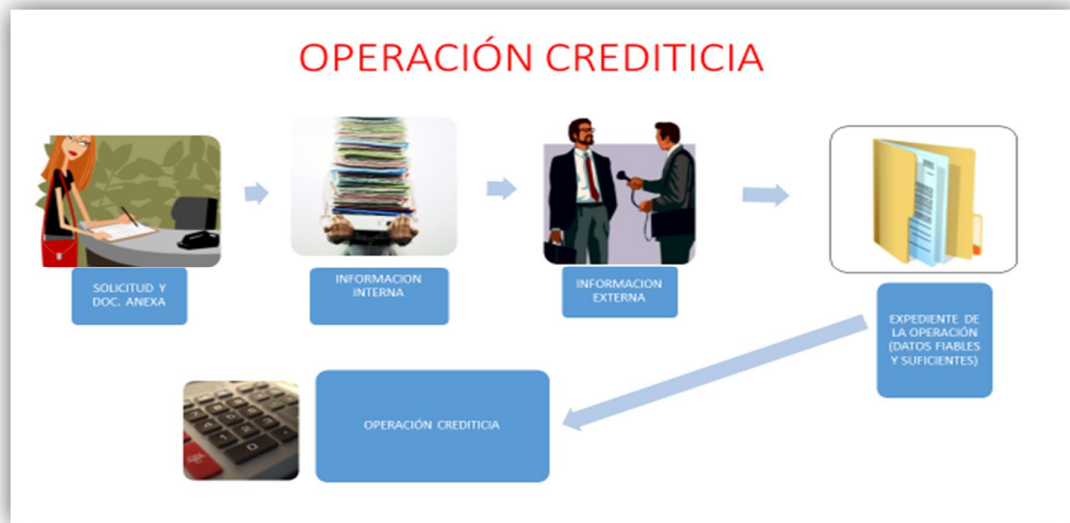 OPERACIÓN CREDITICIA
SOLICITUD Y
DOC. ANEXA
INFORMACION
INTERNA
INFORMACION
EXTERNA
EXPEDIENTE DE
LA OPERACIÓN
(DATOS FIABLES
Y SUFICIENTES)
OPERACIÓN CREDITICIA